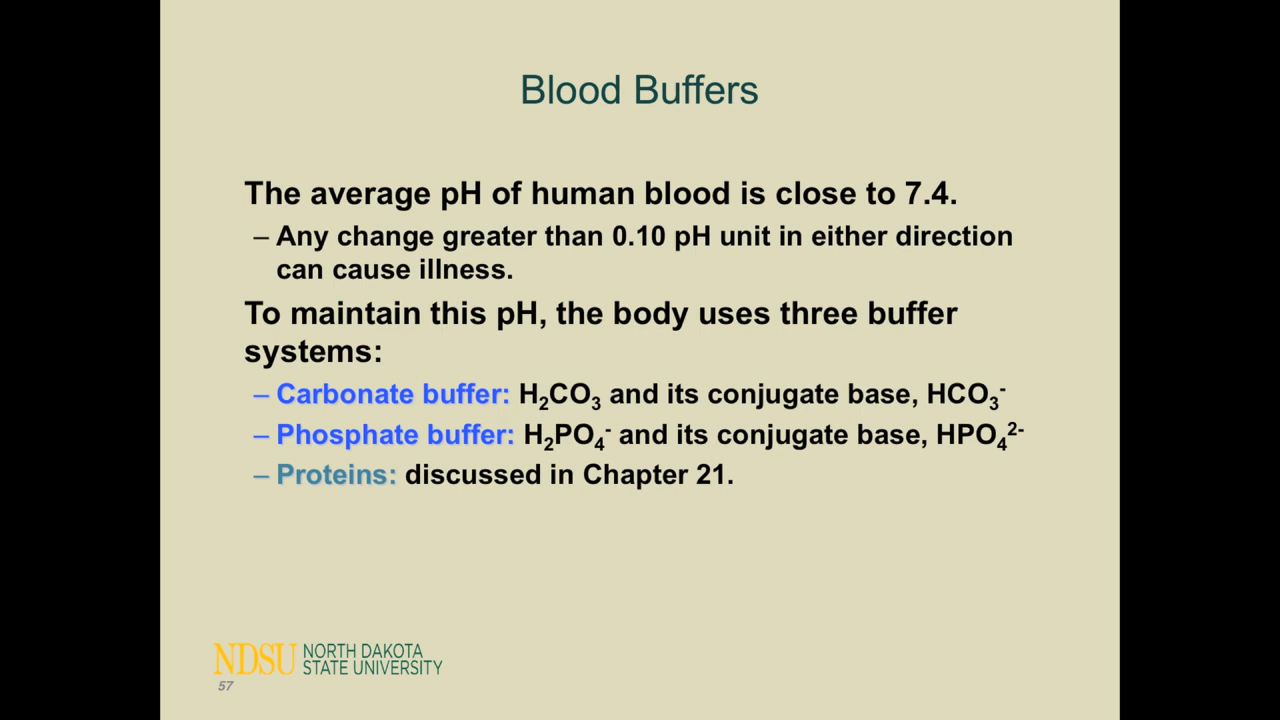 Blood Buffers
The average pH of human blood is close to 7.4.
– Any change greater than 0.10 pH unit in either direction
can cause illness.
To maintain this pH, the body uses three buffer
systems:
– Carbonate buffer: H₂CO₃ and its conjugate base, HCO₃⁻
– Phosphate buffer: H₂PO₄⁻ and its conjugate base, HPO₄²⁻
– Proteins: discussed in Chapter 21.
NDSU NORTH DAKOTA
STATE UNIVERSITY
57